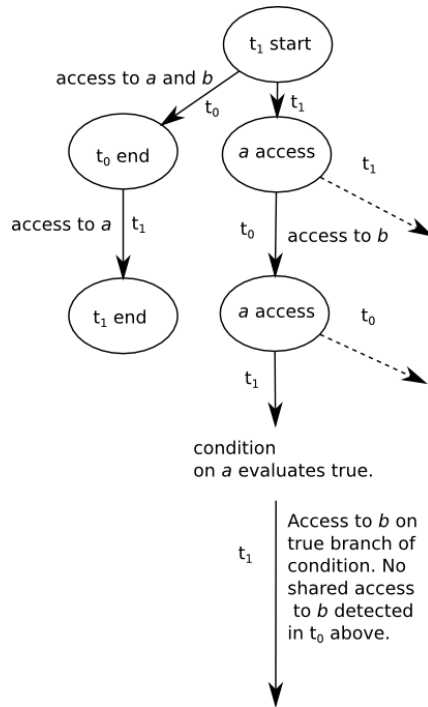 t₁ start
access to a and b
t₀
t₁
t₀ end
a access
t₁
access to a
t₁
t₀
access to b
t₁ end
a access
t₀
t₁
condition
on a evaluates true.
t₁
Access to b on
true branch of
condition. No
shared access
to b detected
in t₀ above.